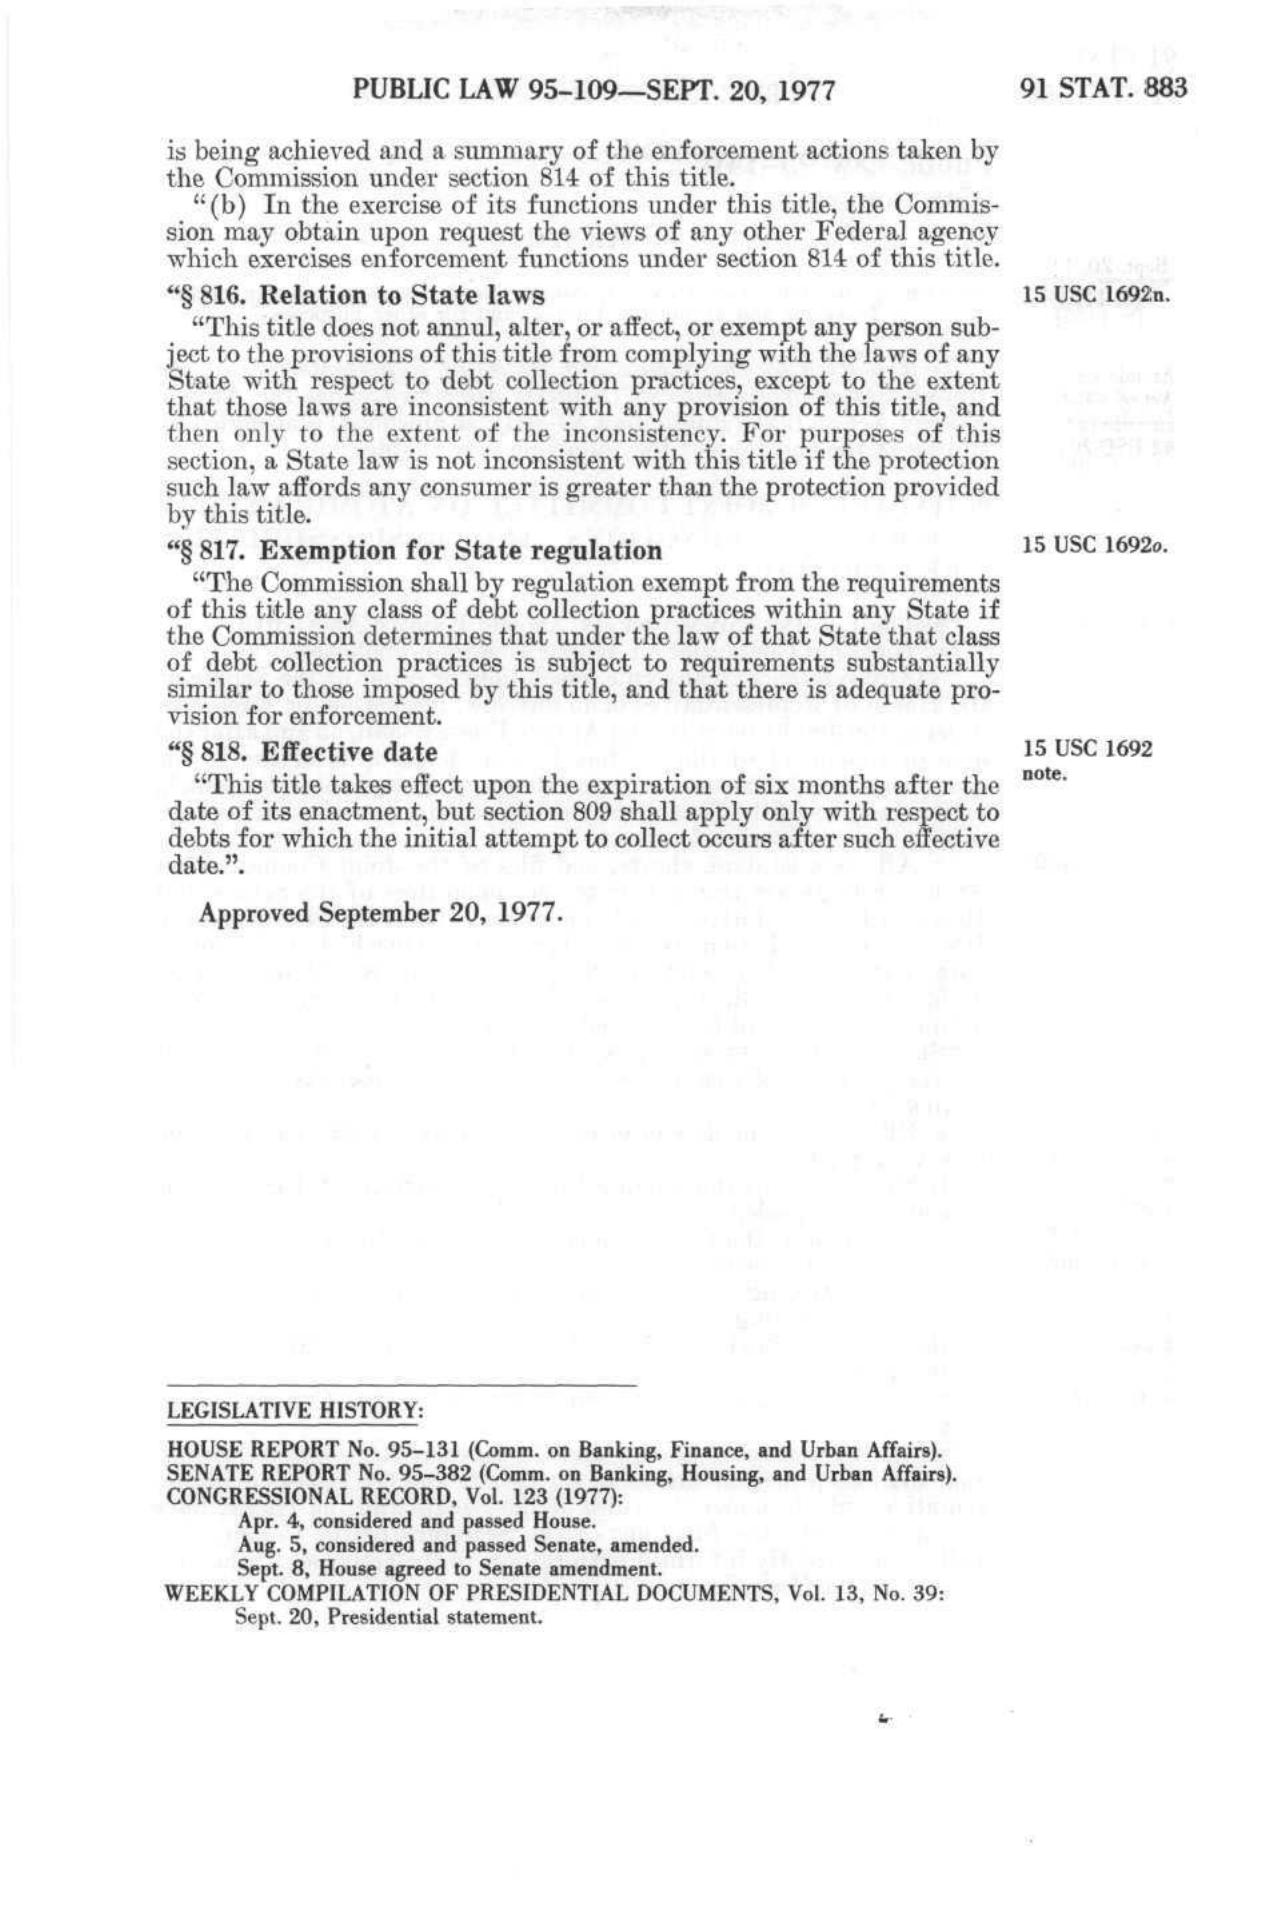 PUBLIC LAW 95–109—SEPT. 20, 1977
91 STAT. 883
is being achieved and a summary of the enforcement actions taken by
the Commission under section 814 of this title.
“(b) In the exercise of its functions under this title, the Commis-
sion may obtain upon request the views of any other Federal agency
which exercises enforcement functions under section 814 of this title.
“§ 816. Relation to State laws
15 USC 1692n.
“This title does not annul, alter, or affect, or exempt any person sub-
ject to the provisions of this title from complying with the laws of any
State with respect to debt collection practices, except to the extent
that those laws are inconsistent with any provision of this title, and
then only to the extent of the inconsistency. For purposes of this
section, a State law is not inconsistent with this title if the protection
such law affords any consumer is greater than the protection provided
by this title.
“§ 817. Exemption for State regulation
15 USC 1692o.
“The Commission shall by regulation exempt from the requirements
of this title any class of debt collection practices within any State if
the Commission determines that under the law of that State that class
of debt collection practices is subject to requirements substantially
similar to those imposed by this title, and that there is adequate pro-
vision for enforcement.
“§ 818. Effective date
15 USC 1692
note.
“This title takes effect upon the expiration of six months after the
date of its enactment, but section 809 shall apply only with respect to
debts for which the initial attempt to collect occurs after such effective
date.”.
Approved September 20, 1977.
LEGISLATIVE HISTORY:
HOUSE REPORT No. 95–131 (Comm. on Banking, Finance, and Urban Affairs).
SENATE REPORT No. 95–382 (Comm. on Banking, Housing, and Urban Affairs).
CONGRESSIONAL RECORD, Vol. 123 (1977):
Apr. 4, considered and passed House.
Aug. 5, considered and passed Senate, amended.
Sept. 8, House agreed to Senate amendment.
WEEKLY COMPILATION OF PRESIDENTIAL DOCUMENTS, Vol. 13, No. 39:
Sept. 20, Presidential statement.